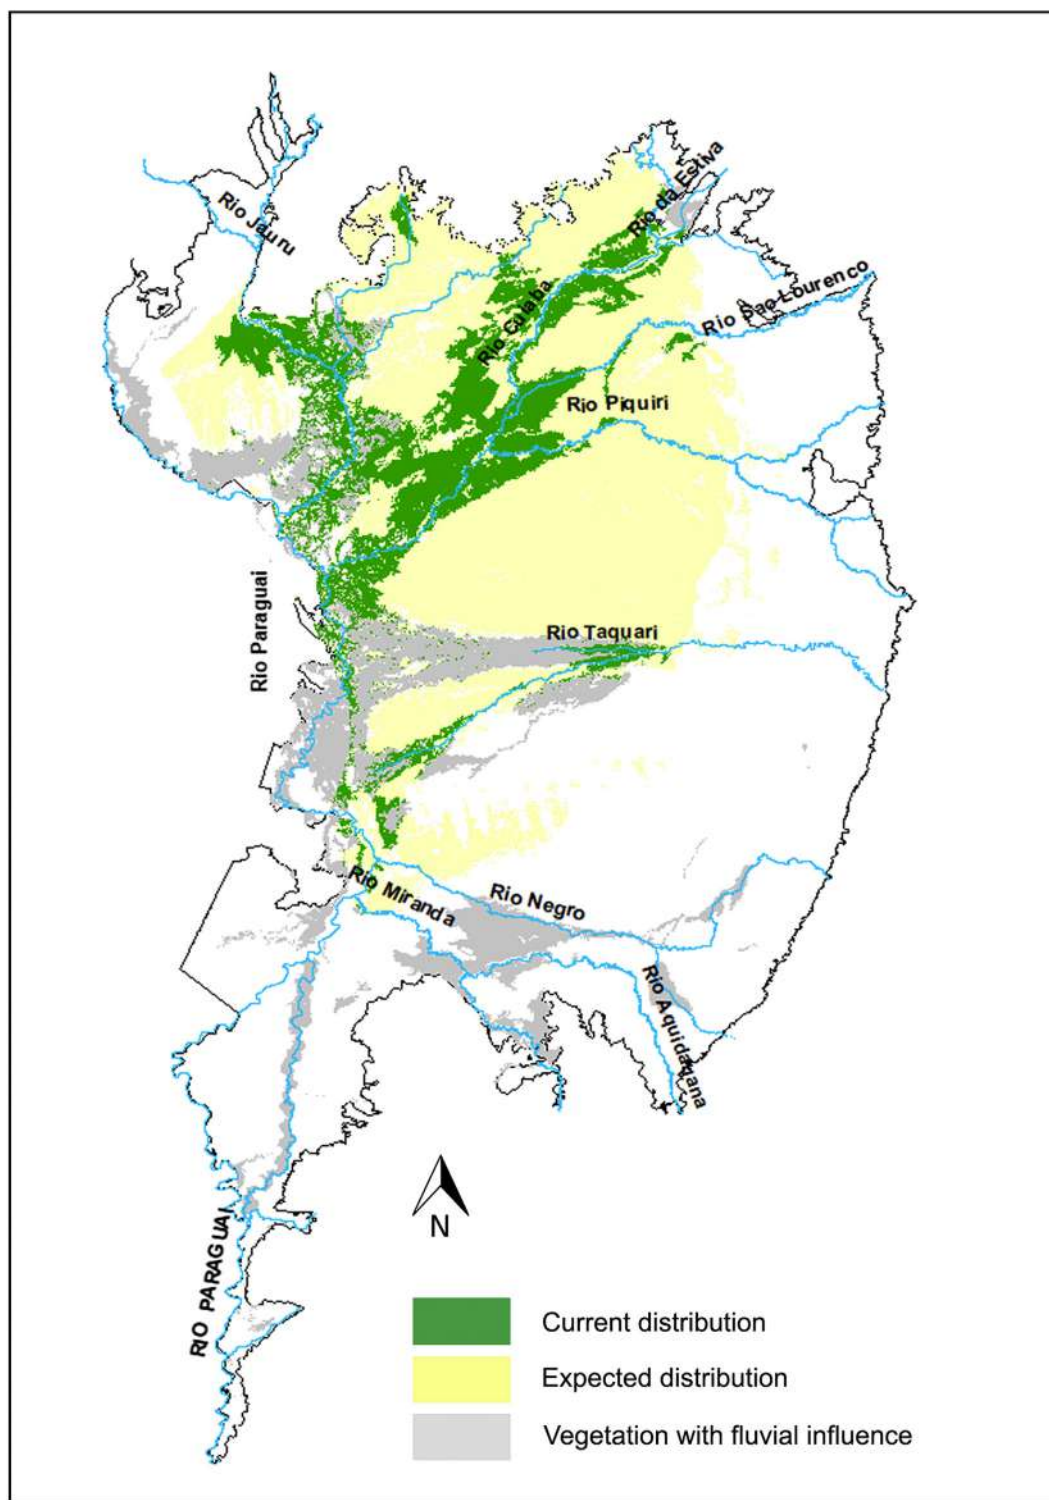 Rio Jauru
Rio da Estiva
Rio Cuiaba
Rio Sao Lourenco
Rio Piquiri
Rio Paraguai
Rio Taquari
Rio Miranda
Rio Negro
Rio Aquidauana
RIO PARAGUAI
N
Current distribution
Expected distribution
Vegetation with fluvial influence